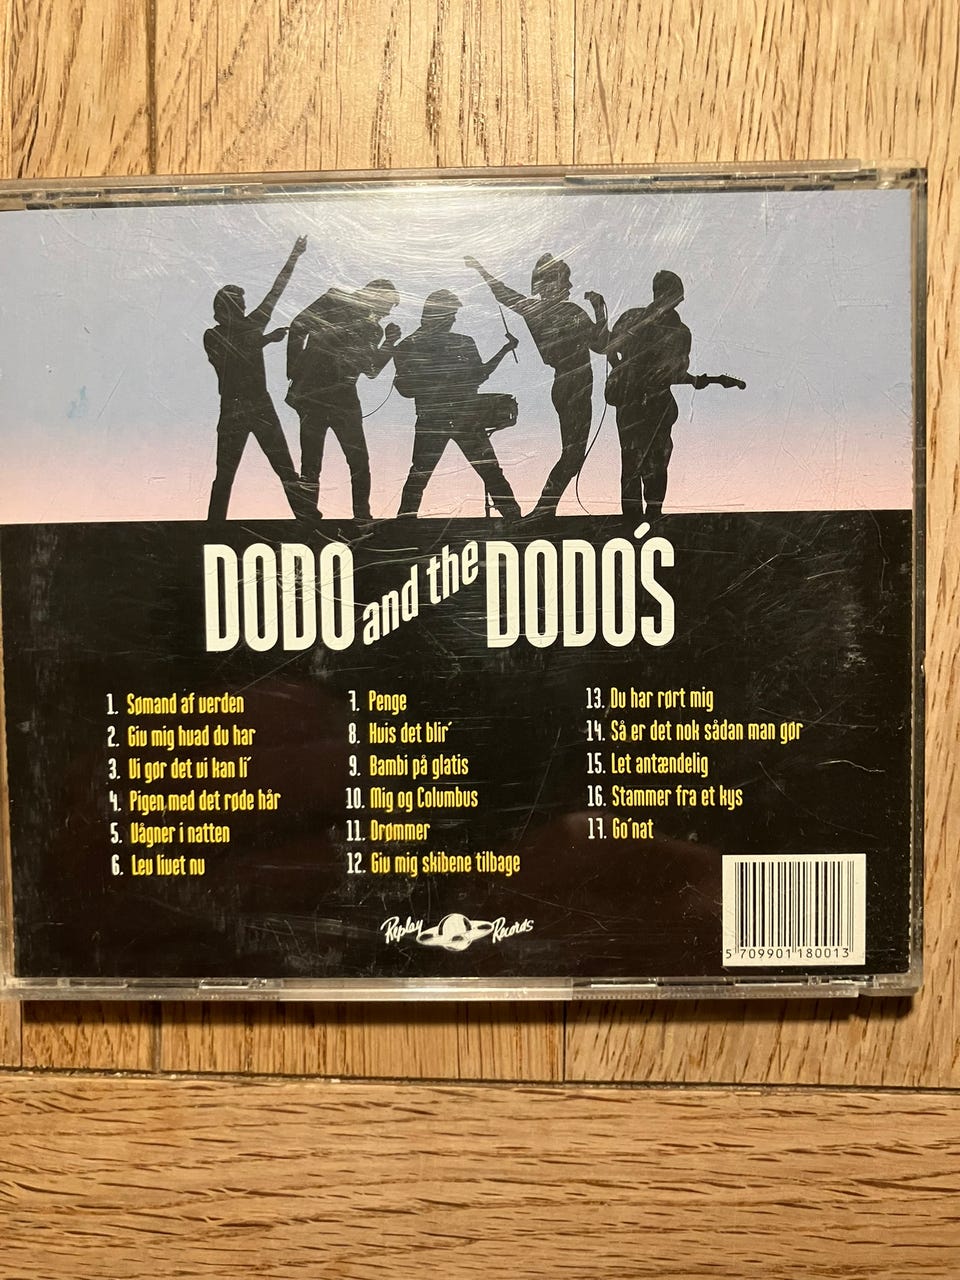 DODO and the DODO'S
1. Sømand af verden
2. Giv mig hvad du har
3. Vi gør det vi kan li´
4. Pigen med det røde hår
5. Vågner i natten
6. Lev livet nu
7. Penge
8. Hvis det blir´
9. Bambi på glatis
10. Mig og Columbus
11. Drømmer
12. Giv mig skibene tilbage
13. Du har rørt mig
14. Så er det nok sådan man gør
15. Let antændelig
16. Stammer fra et kys
17. Go´nat
Replay Records
5 709901 180013